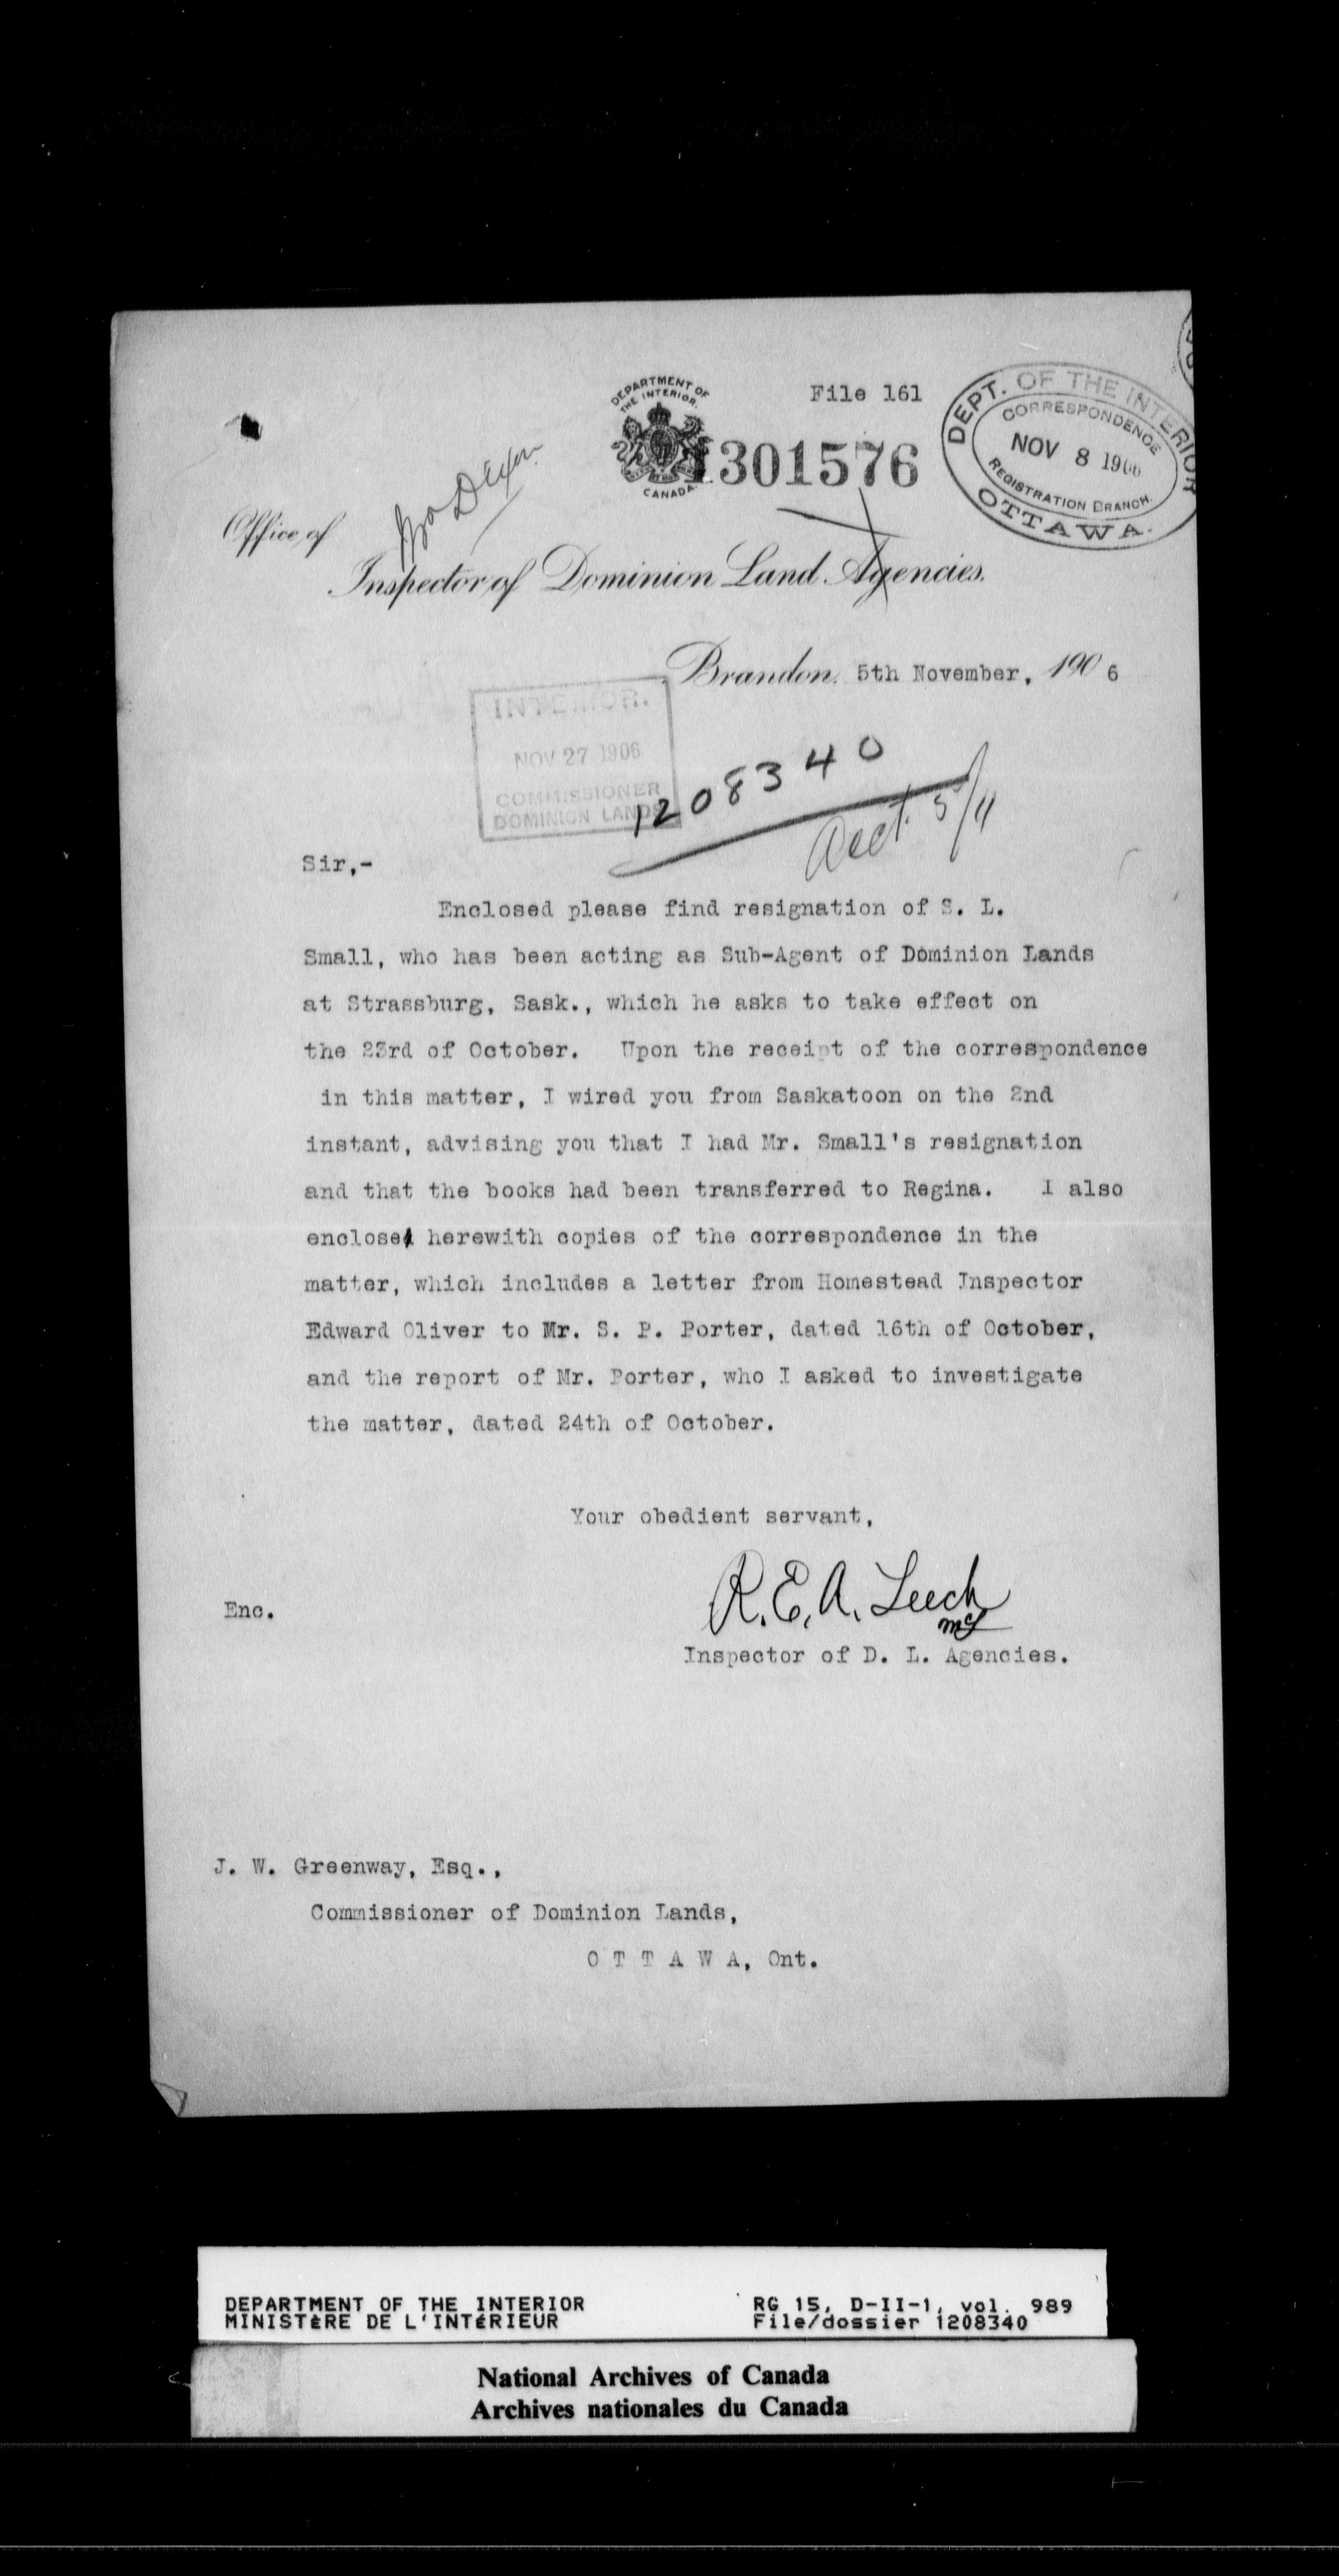 DEPARTMENT OF
THE INTERIOR.
CANADA
File 161
1301576
DEPT. OF THE INTERIOR
CORRESPONDENCE
NOV 8 1906
REGISTRATION BRANCH.
OTTAWA.
Dixon
Office of
Inspector of Dominion Land Agencies.
Brandon, 5th November, 1906
INTERIOR.
NOV 27 1906
COMMISSIONER
DOMINION LANDS
1208340
5/11
Sir,-
Enclosed please find resignation of S. L.
Small, who has been acting as Sub-Agent of Dominion Lands
at Strassburg, Sask., which he asks to take effect on
the 23rd of October. Upon the receipt of the correspondence
in this matter, I wired you from Saskatoon on the 2nd
instant, advising you that I had Mr. Small's resignation
and that the books had been transferred to Regina. I also
enclose herewith copies of the correspondence in the
matter, which includes a letter from Homestead Inspector
Edward Oliver to Mr. S. P. Porter, dated 16th of October,
and the report of Mr. Porter, who I asked to investigate
the matter, dated 24th of October.
Your obedient servant,
R. E. A. Leech
Enc.
Inspector of D. L. Agencies.
J. W. Greenway, Esq.,
Commissioner of Dominion Lands,
O T T A W A, Ont.
DEPARTMENT OF THE INTERIOR
MINISTÈRE DE L'INTÉRIEUR
RG 15, D-II-1, vol. 989
File/dossier 1208340
National Archives of Canada
Archives nationales du Canada